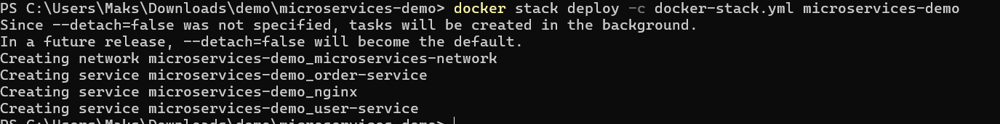 PS C:\Users\Maks\Downloads\demo\microservices-demo> docker stack deploy -c docker-stack.yml microservices-demo
Since --detach=false was not specified, tasks will be created in the background.
In a future release, --detach=false will become the default.
Creating network microservices-demo_microservices-network
Creating service microservices-demo_order-service
Creating service microservices-demo_nginx
Creating service microservices-demo_user-service
PS C:\Users\Maks\Downloads\demo\microservices-demo>